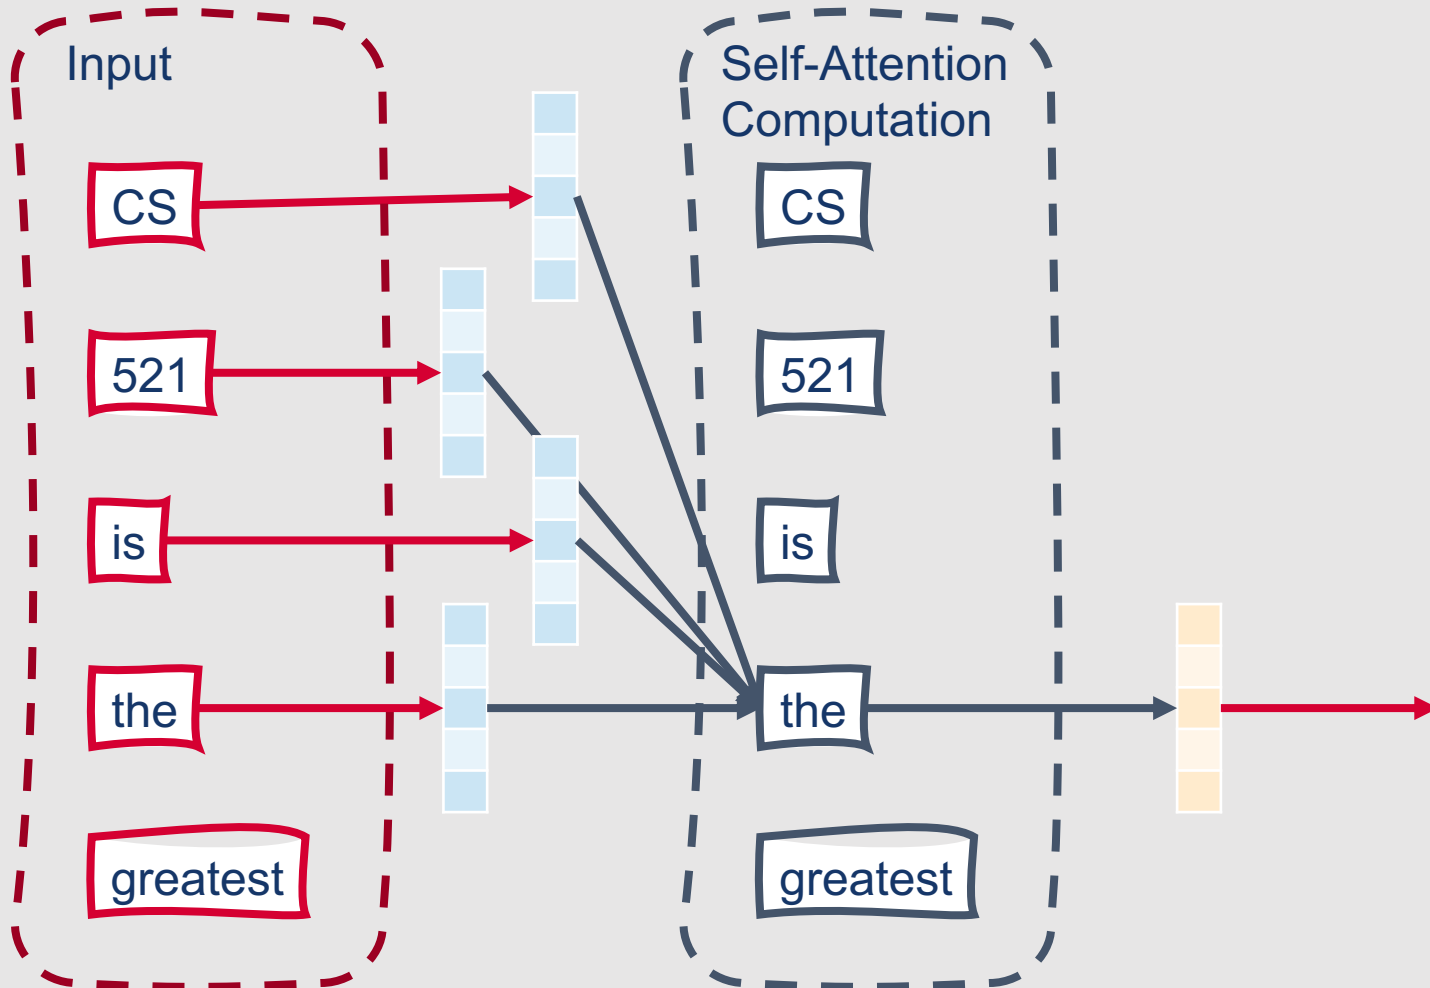 Input
CS
521
is
the
greatest
Self-Attention
Computation
CS
521
is
the
greatest